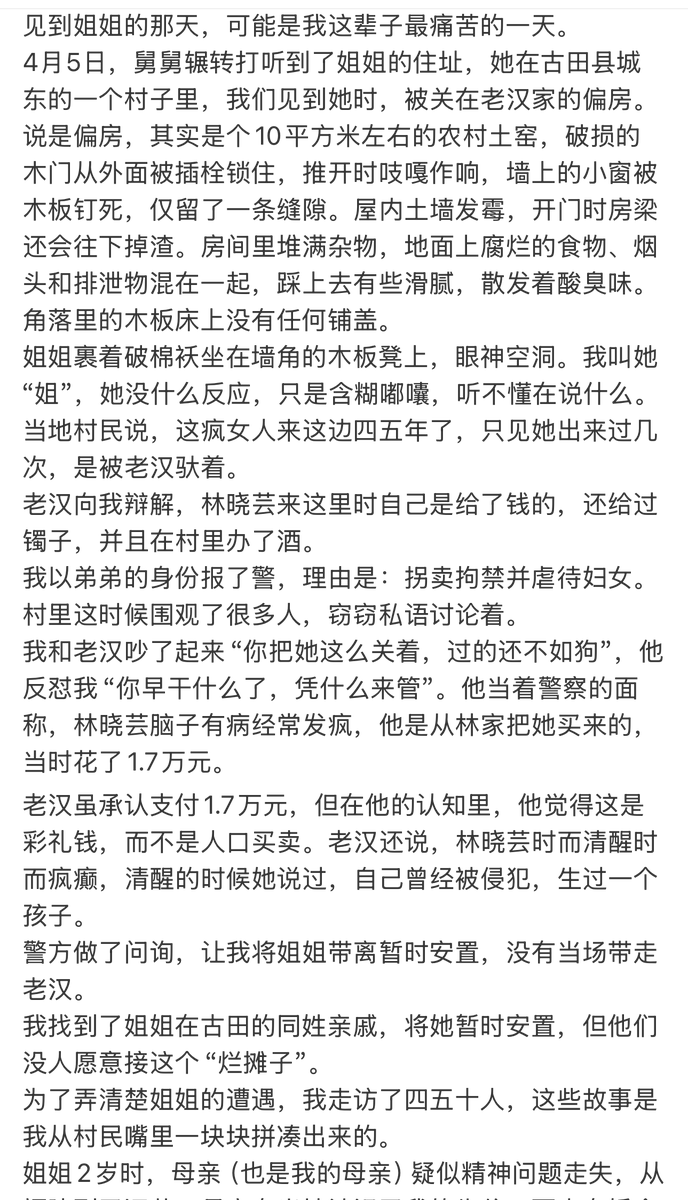 见到姐姐的那天，可能是我这辈子最痛苦的一天。
4月5日，舅舅辗转打听到了姐姐的住址，她在古田县城
东的一个村子里，我们见到她时，被关在老汉家的偏房。
说是偏房，其实是个10平方米左右的农村土窑，破损的
木门从外面被插栓锁住，推开时吱嘎作响，墙上的小窗被
木板钉死，仅留了一条缝隙。屋内土墙发霉，开门时房梁
还会往下掉渣。房间里堆满杂物，地面上腐烂的食物、烟
头和排泄物混在一起，踩上去有些滑腻，散发着酸臭味。
角落里的木板床上没有任何铺盖。
姐姐裹着破棉袄坐在墙角的木板凳上，眼神空洞。我叫她
“姐”，她没什么反应，只是含糊嘟囔，听不懂在说什么。
当地村民说，这疯女人来这边四五年了，只见她出来过几
次，是被老汉驮着。
老汉向我辩解，林晓芸来这里时自己是给了钱的，还给过
镯子，并且在村里办了酒。
我以弟弟的身份报了警，理由是：拐卖拘禁并虐待妇女。
村里这时候围观了很多人，窃窃私语讨论着。
我和老汉吵了起来“你把她这么关着，过的还不如狗”，他
反怼我“你早干什么了，凭什么来管”。他当着警察的面
称，林晓芸脑子有病经常发疯，他是从林家把她买来的，
当时花了1.7万元。
老汉虽承认支付1.7万元，但在他的认知里，他觉得这是
彩礼钱，而不是人口买卖。老汉还说，林晓芸时而清醒时
而疯癫，清醒的时候她说过，自己曾经被侵犯，生过一个
孩子。
警方做了问询，让我将姐姐带离暂时安置，没有当场带走
老汉。
我找到了姐姐在古田的同姓亲戚，将她暂时安置，但他们
没人愿意接这个“烂摊子”。
为了弄清楚姐姐的遭遇，我走访了四五十人，这些故事是
我从村民嘴里一块块拼凑出来的。
姐姐2岁时，母亲（也是我的母亲）疑似精神问题走失，从